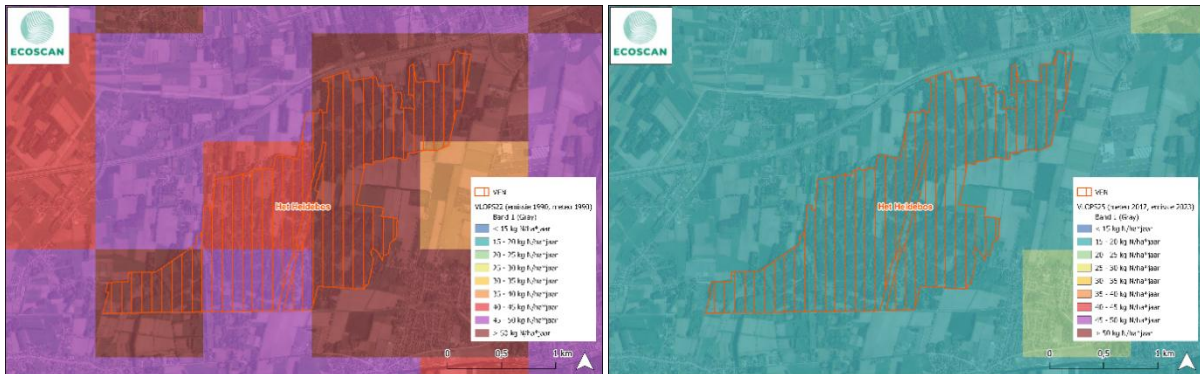 ECOSCAN
Het Heidebos
VEN
VLOPS22 (emissie 1990, meteo 1990)
Band 1 (Gray)
< 15 kg N/ha*jaar
15 - 20 kg N/ha*jaar
20 - 25 kg N/ha*jaar
25 - 30 kg N/ha*jaar
30 - 35 kg N/ha*jaar
35 - 40 kg N/ha*jaar
40 - 45 kg N/ha*jaar
45 - 50 kg N/ha*jaar
> 50 kg N/ha*jaar
0 0,5 1 km
ECOSCAN
Het Heidebos
VEN
VLOPS25 (meteo 2017, emissie 2023)
Band 1 (Gray)
< 15 kg N/ha*jaar
15 - 20 kg N/ha*jaar
20 - 25 kg N/ha*jaar
25 - 30 kg N/ha*jaar
30 - 35 kg N/ha*jaar
35 - 40 kg N/ha*jaar
40 - 45 kg N/ha*jaar
45 - 50 kg N/ha*jaar
> 50 kg N/ha*jaar
0 0,5 1 km